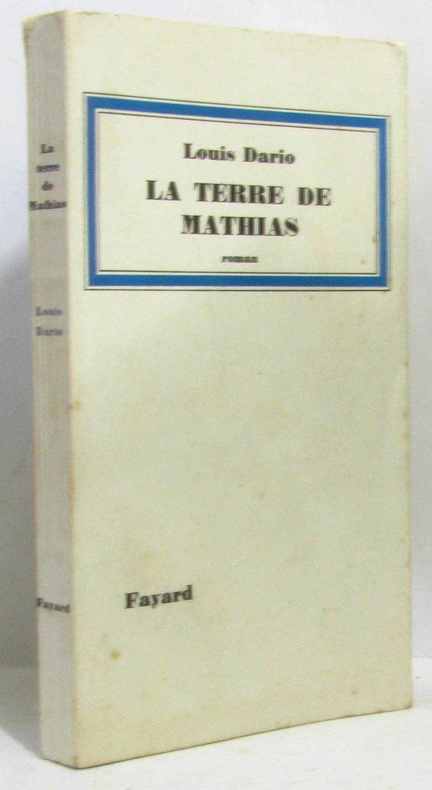 La
terre
de
Mathias
Louis
Dario
Fayard
Louis Dario
LA TERRE DE
MATHIAS
roman
Fayard